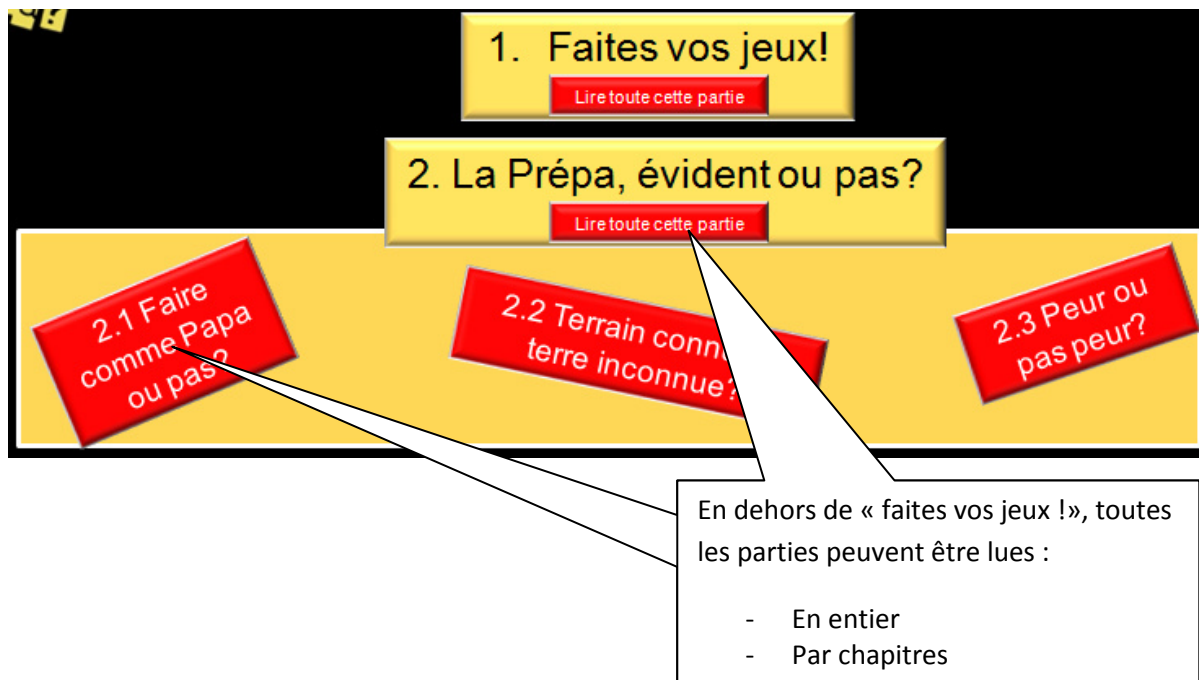 1. Faites vos jeux!
Lire toute cette partie
2. La Prépa, évident ou pas?
Lire toute cette partie
2.1 Faire
comme Papa
ou pas?
2.2 Terrain
terre inconnue?
2.3 Peur ou
pas peur?
En dehors de « faites vos jeux !», toutes
les parties peuvent être lues :
- En entier
- Par chapitres